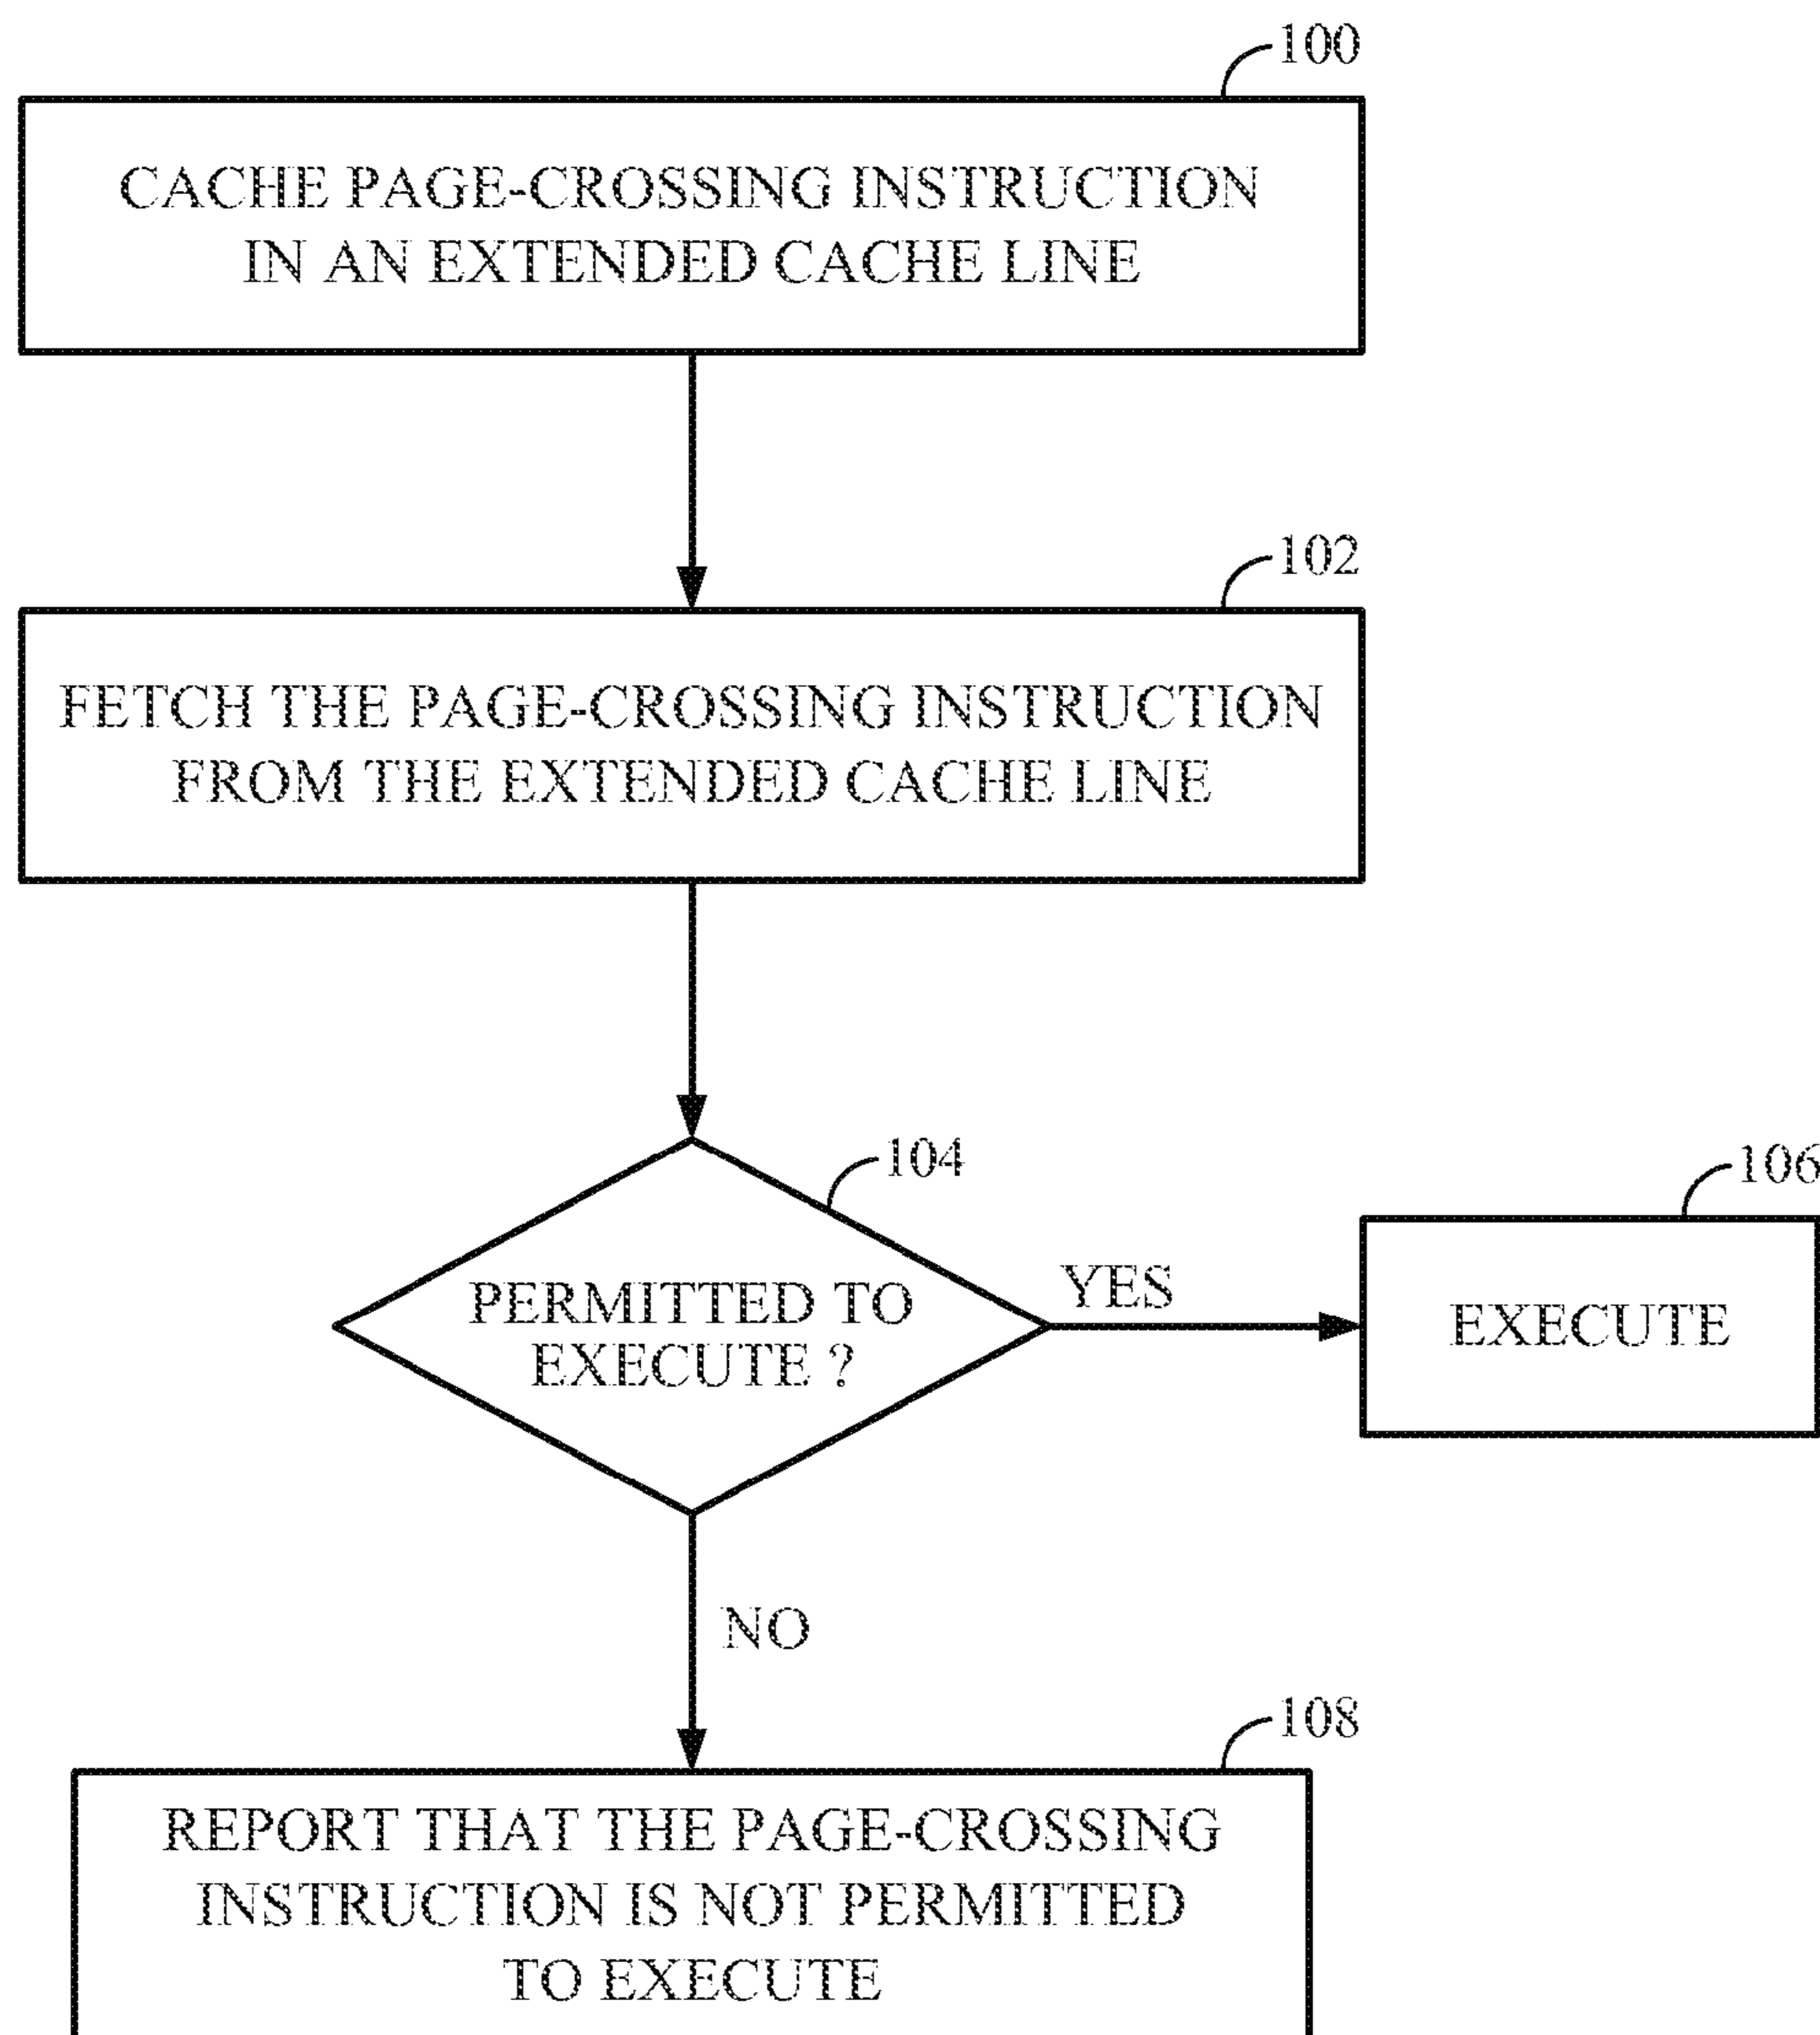 100
CACHE PAGE-CROSSING INSTRUCTION
IN AN EXTENDED CACHE LINE
102
FETCH THE PAGE-CROSSING INSTRUCTION
FROM THE EXTENDED CACHE LINE
104
PERMITTED TO
EXECUTE ?
YES
106
EXECUTE
NO
108
REPORT THAT THE PAGE-CROSSING
INSTRUCTION IS NOT PERMITTED
TO EXECUTE